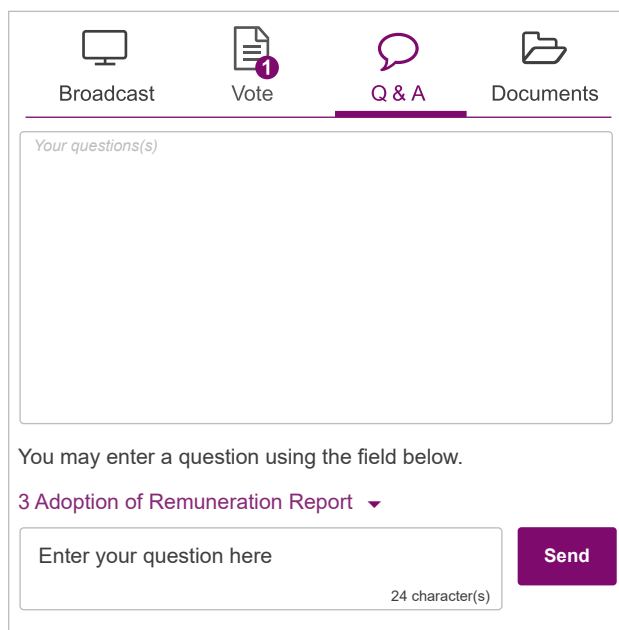 1
Broadcast Vote Q & A Documents
Your questions(s)
You may enter a question using the field below.
3 Adoption of Remuneration Report
Enter your question here
Send
24 character(s)